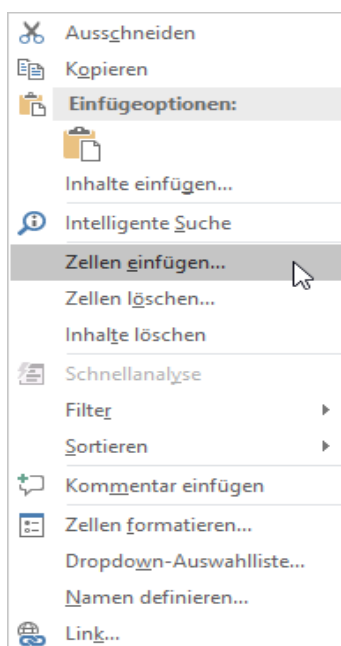 Ausschneiden
Kopieren
Einfügeoptionen:
Inhalte einfügen...
Intelligente Suche
Zellen einfügen...
Zellen löschen...
Inhalte löschen
Schnellanalyse
Filter
Sortieren
Kommentar einfügen
Zellen formatieren...
Dropdown-Auswahlliste...
Namen definieren...
Link...